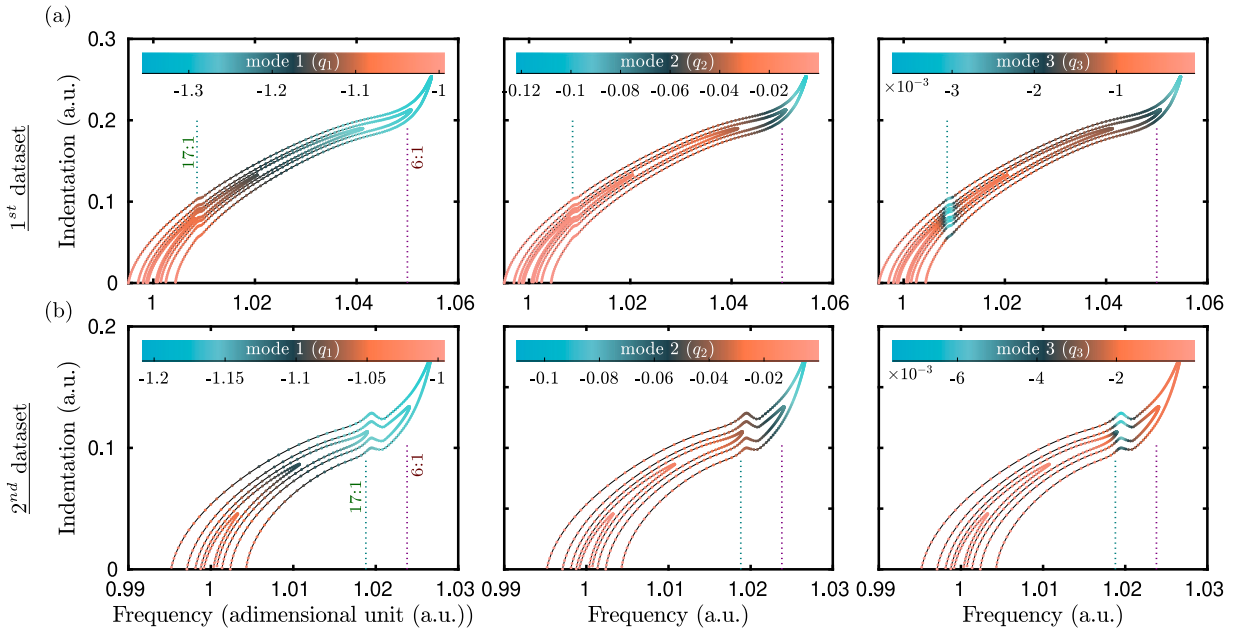 (a)
1st dataset
Indentation (a.u.)
0.3
0.2
0.1
0
mode 1 (q1)
-1.3 -1.2 -1.1 -1
17:1
6:1
1 1.02 1.04 1.06
mode 2 (q2)
-0.12 -0.1 -0.08 -0.06 -0.04 -0.02
1 1.02 1.04 1.06
mode 3 (q3)
×10-3 -3 -2 -1
1 1.02 1.04 1.06
(b)
2nd dataset
Indentation (a.u.)
0.2
0.1
0
mode 1 (q1)
-1.2 -1.15 -1.1 -1.05 -1
17:1
6:1
0.99 1 1.01 1.02 1.03
Frequency (adimensional unit (a.u.))
mode 2 (q2)
-0.1 -0.08 -0.06 -0.04 -0.02
0.99 1 1.01 1.02 1.03
Frequency (a.u.)
mode 3 (q3)
×10-3 -6 -4 -2
0.99 1 1.01 1.02 1.03
Frequency (a.u.)